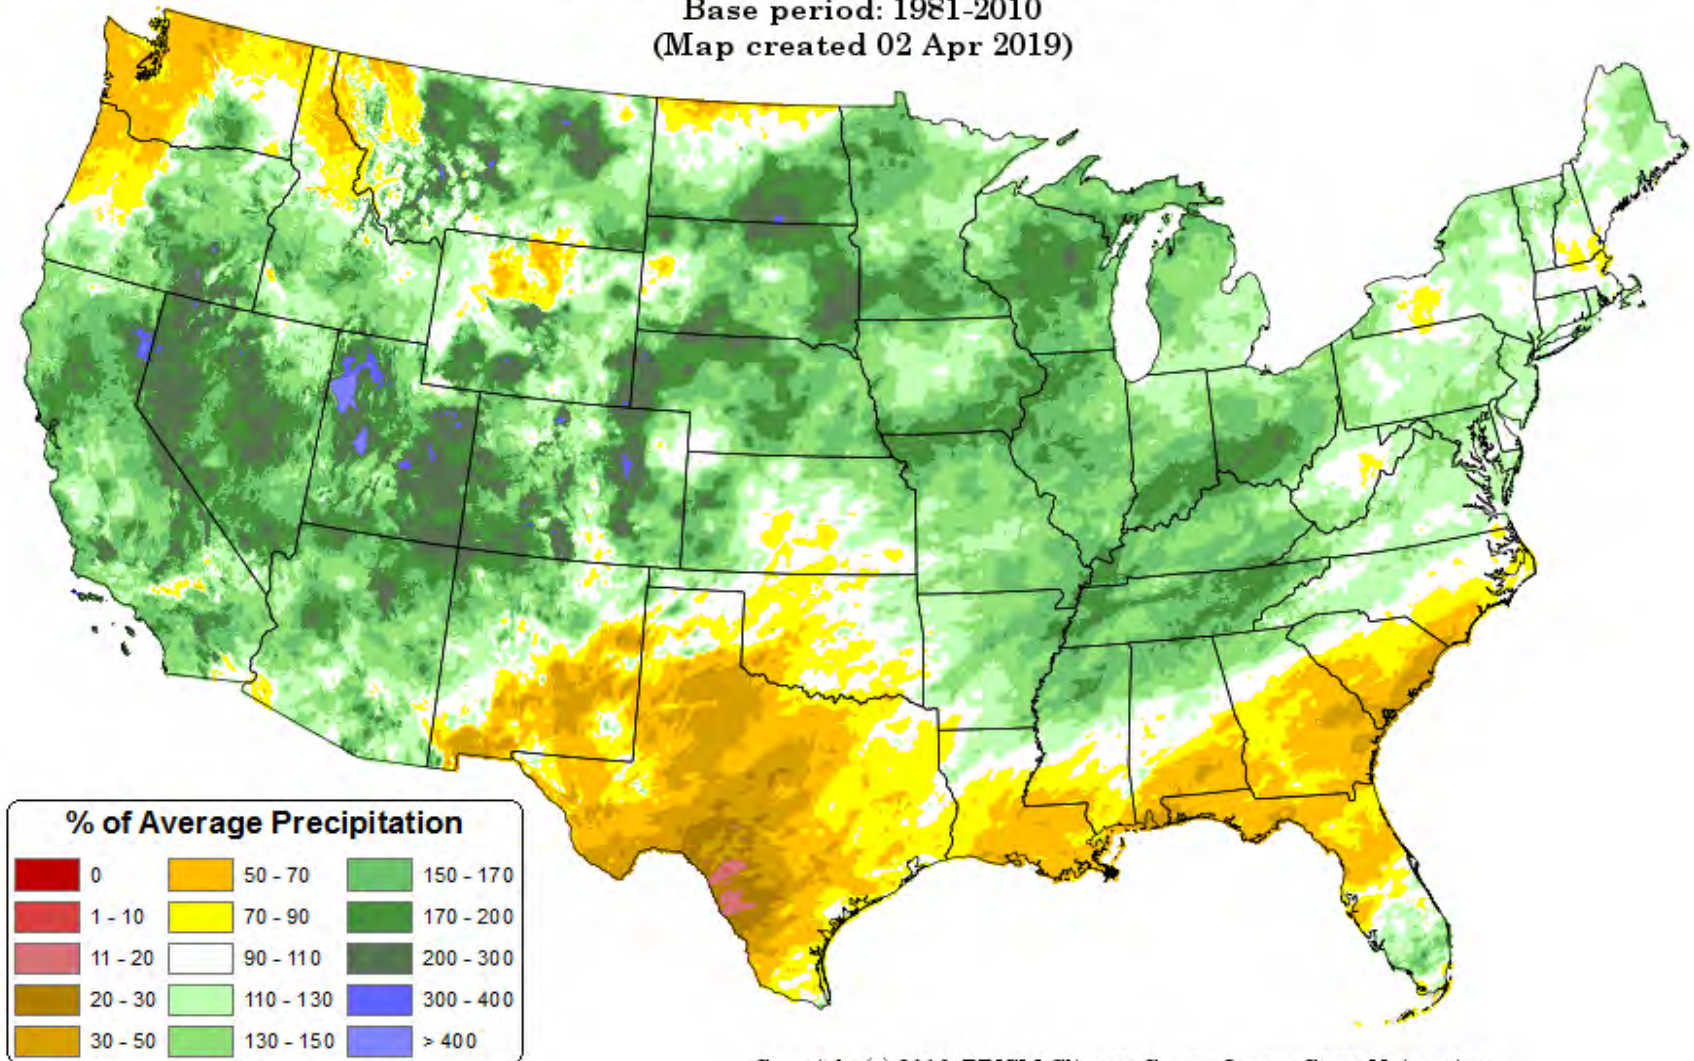 Base period: 1981-2010
(Map created 02 Apr 2019)
% of Average Precipitation
0
1 - 10
11 - 20
20 - 30
30 - 50
50 - 70
70 - 90
90 - 110
110 - 130
130 - 150
150 - 170
170 - 200
200 - 300
300 - 400
> 400